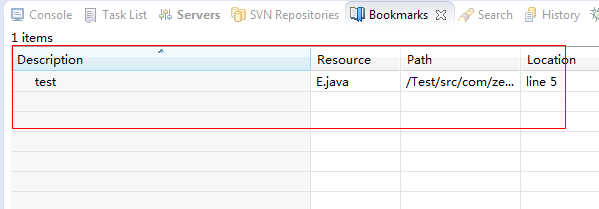 Console Task List Servers SVN Repositories Bookmarks Search History
1 items
Description Resource Path Location
test E.java /Test/src/com/ze... line 5